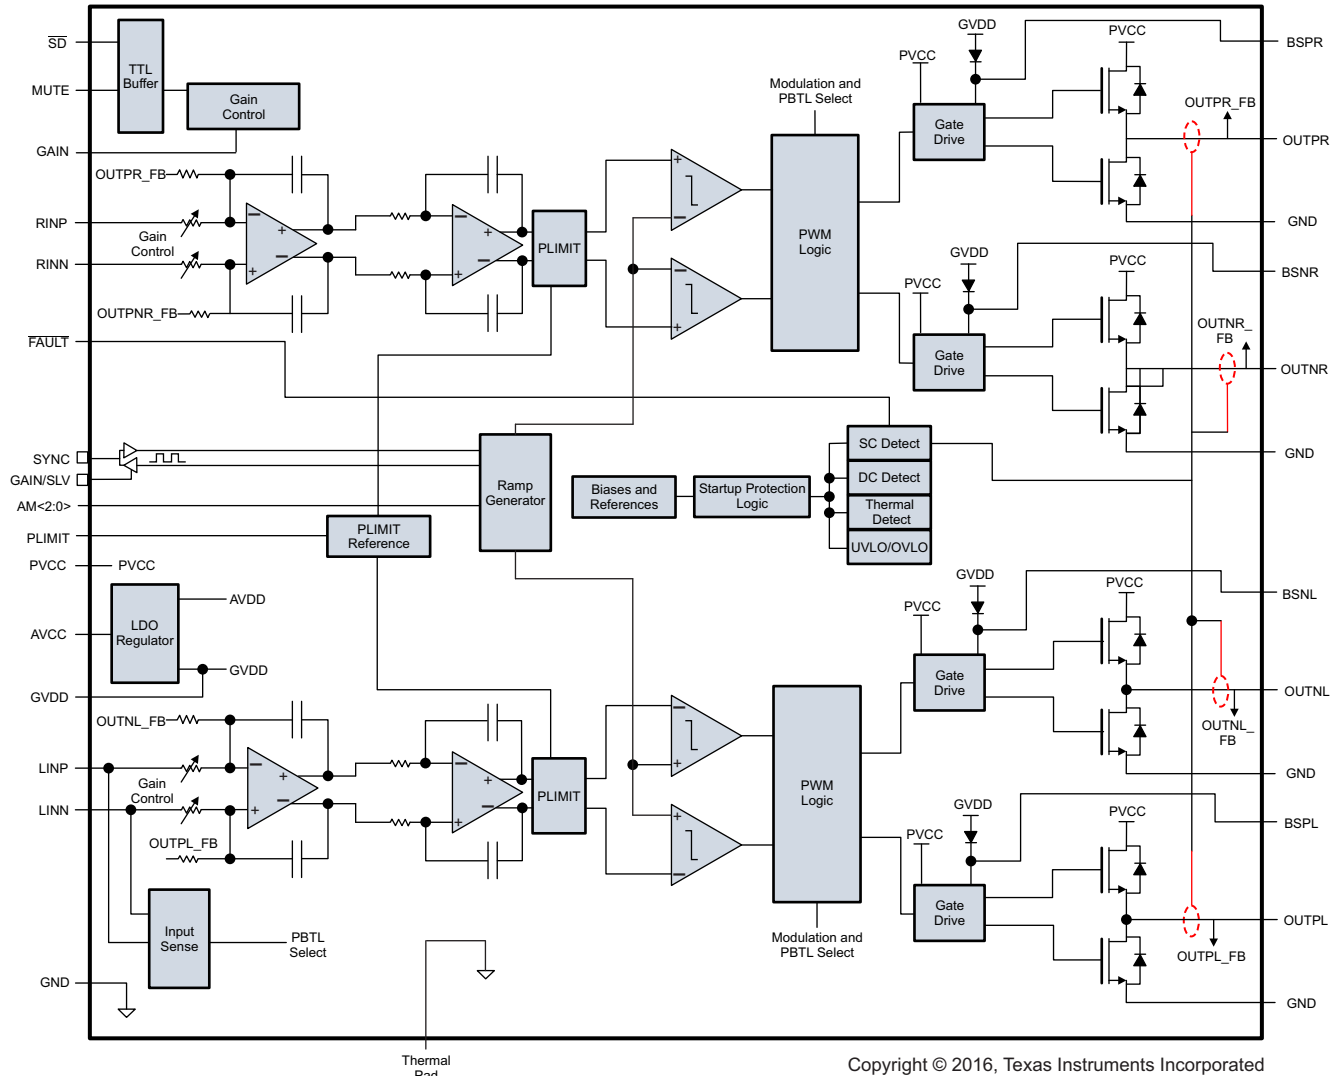 SD
TTL
Buffer
MUTE
Gain
Control
GAIN
OUTPR_FB
RINP
Gain
Control
RINN
OUTPNR_FB
FAULT
PLIMIT
Modulation and
PBTL Select
PWM
Logic
GVDD
PVCC
Gate
Drive
PVCC
BSPR
OUTPR_FB
OUTPR
GND
GVDD
PVCC
Gate
Drive
PVCC
BSNR
OUTNR_
FB
OUTNR
GND
SYNC
GAIN/SLV
AM<2:0>
PLIMIT
PVCC
PVCC
Ramp
Generator
PLIMIT
Reference
Biases and
References
Startup Protection
Logic
SC Detect
DC Detect
Thermal
Detect
UVLO/OVLO
AVCC
LDO
Regulator
AVDD
GVDD
GVDD
OUTNL_FB
LINP
Gain
Control
LINN
OUTPL_FB
PLIMIT
PWM
Logic
Modulation and
PBTL Select
GVDD
PVCC
Gate
Drive
PVCC
BSNL
OUTNL
OUTNL_
FB
GND
GVDD
PVCC
Gate
Drive
PVCC
BSPL
OUTPL
OUTPL_FB
GND
Input
Sense
PBTL
Select
GND
Thermal
Pad
Copyright © 2016, Texas Instruments Incorporated